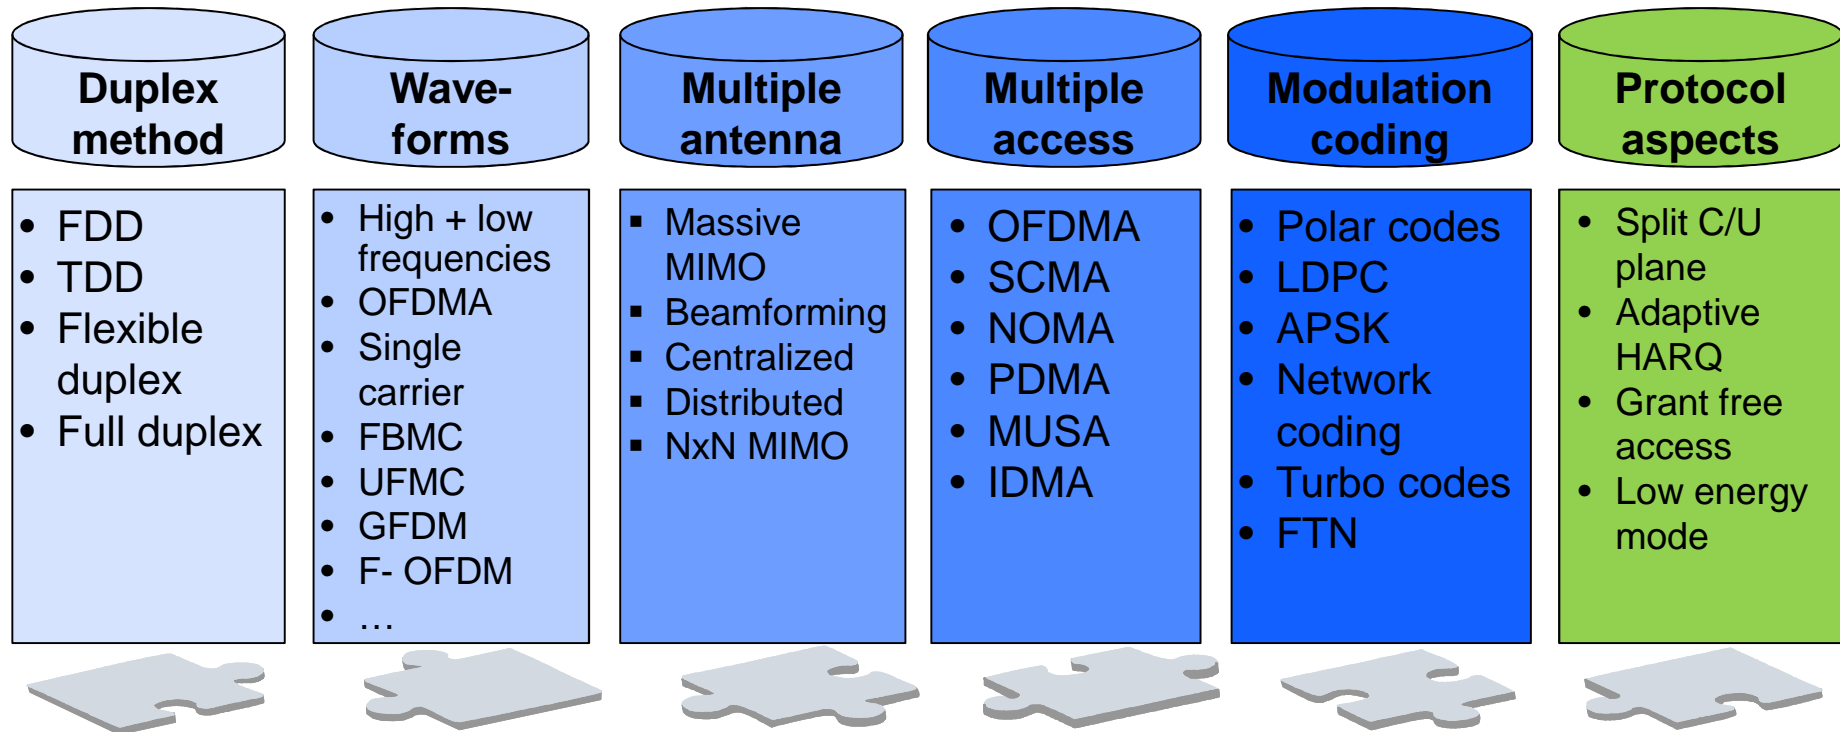 Duplex
method
• FDD
• TDD
• Flexible
duplex
• Full duplex
Wave-
forms
• High + low
frequencies
• OFDMA
• Single
carrier
• FBMC
• UFMC
• GFDM
• F- OFDM
• …
Multiple
antenna
▪ Massive
MIMO
▪ Beamforming
▪ Centralized
▪ Distributed
▪ NxN MIMO
Multiple
access
• OFDMA
• SCMA
• NOMA
• PDMA
• MUSA
• IDMA
Modulation
coding
• Polar codes
• LDPC
• APSK
• Network
coding
• Turbo codes
• FTN
Protocol
aspects
• Split C/U
plane
• Adaptive
HARQ
• Grant free
access
• Low energy
mode